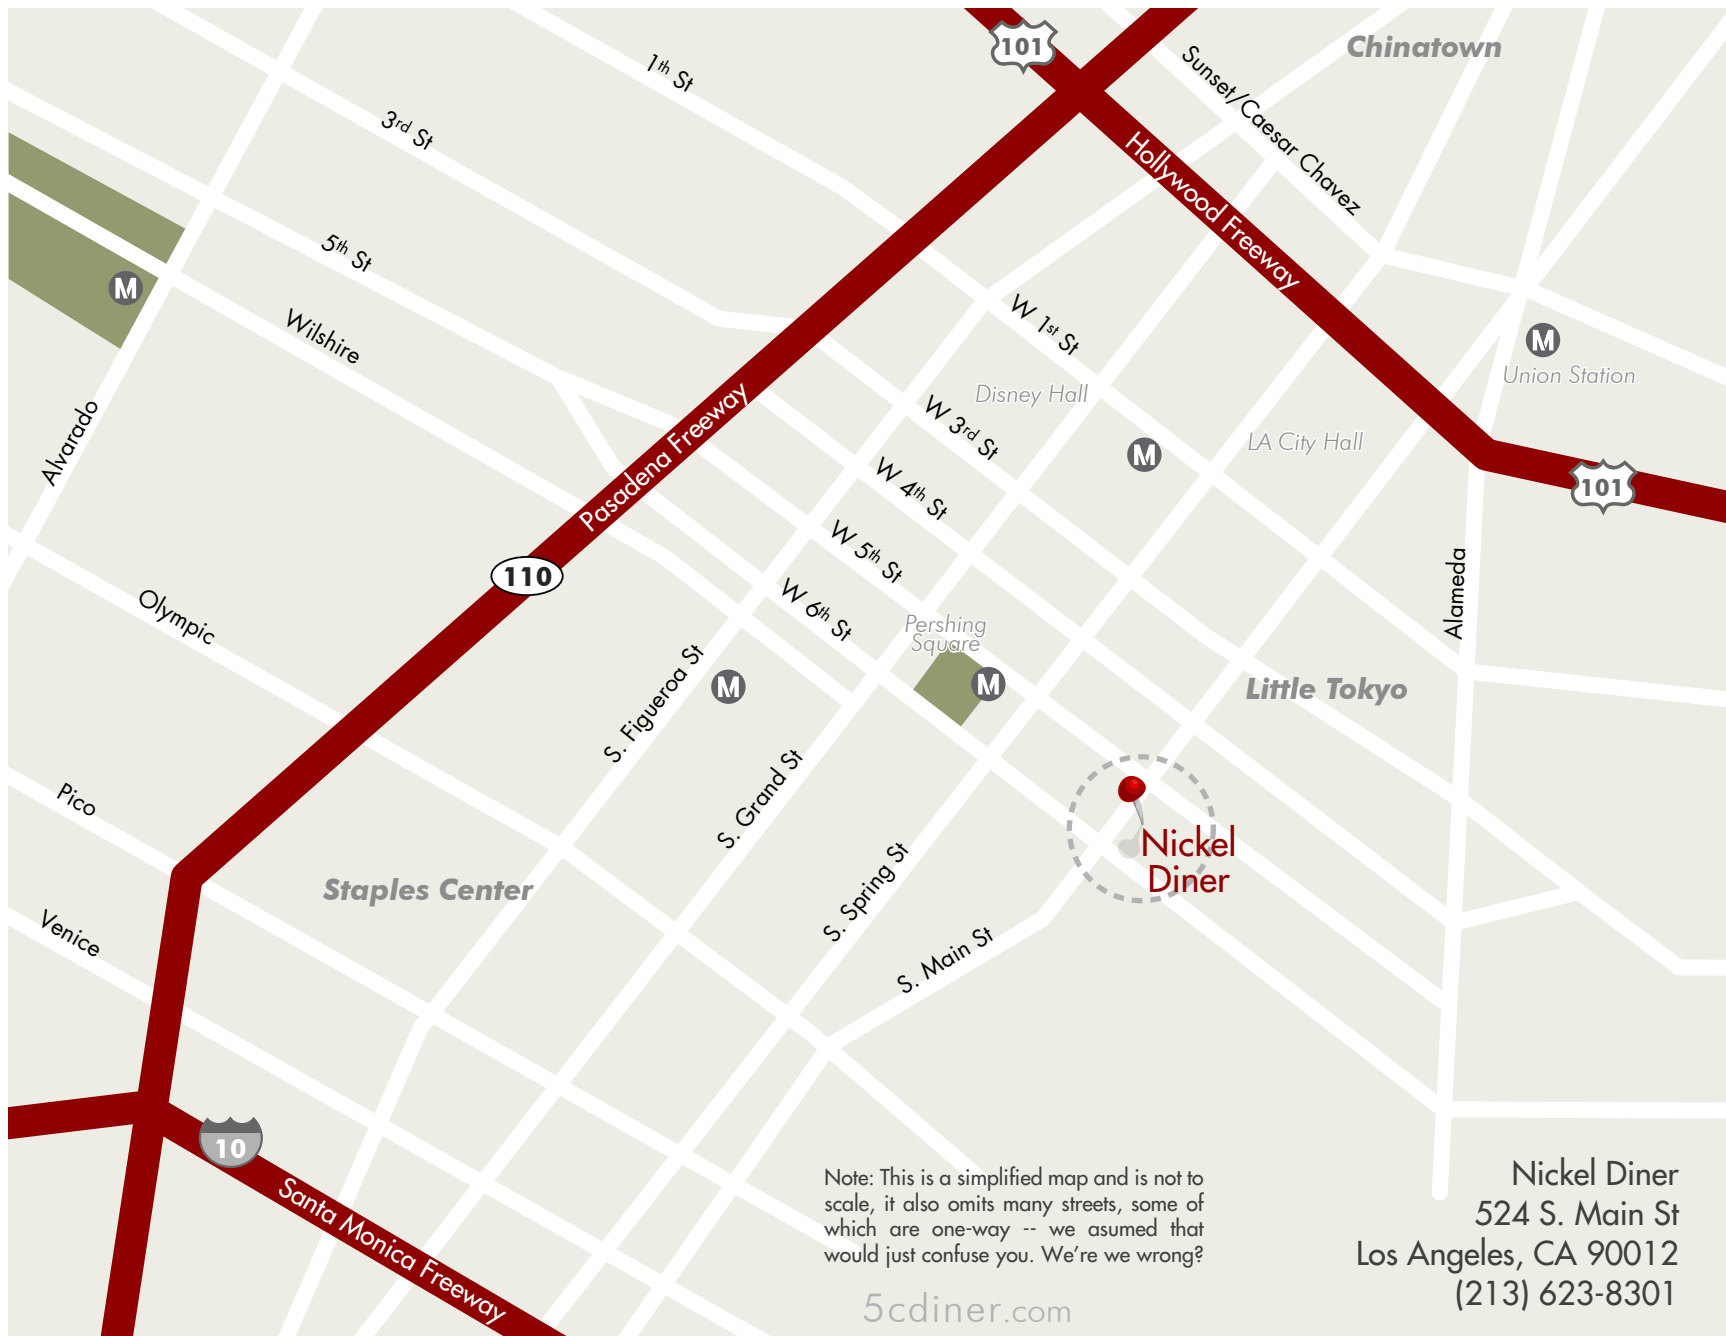 101
Chinatown
1th St
Sunset/Caesar Chavez
3rd St
Hollywood Freeway
5th St
M
Wilshire
W 1st St
M
Union Station
Disney Hall
Pasadena Freeway
W 3rd St
LA City Hall
M
Alvarado
W 4th St
101
W 5th St
110
W 6th St
Alameda
Olympic
Pershing
Square
S. Figueroa St
M
M
Little Tokyo
Pico
S. Grand St
Nickel
Diner
Staples Center
S. Spring St
Venice
S. Main St
10
Santa Monica Freeway
Note: This is a simplified map and is not to
scale, it also omits many streets, some of
which are one-way -- we asumed that
would just confuse you. We're we wrong?
5cdiner.com
Nickel Diner
524 S. Main St
Los Angeles, CA 90012
(213) 623-8301